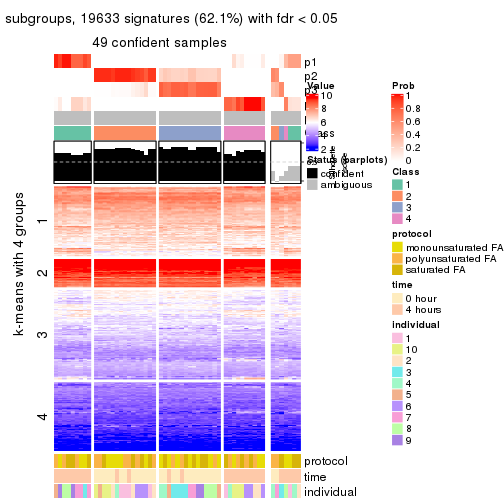 subgroups, 19633 signatures (62.1%) with fdr < 0.05
49 confident samples
p1
p2
p3
Value
10
8
6
4
2
Status (barplots)
confident
ambiguous
Prob
1
0.8
0.6
0.4
0.2
0
Class
1
2
3
4
protocol
monounsaturated FA
polyunsaturated FA
saturated FA
time
0 hour
4 hours
individual
1
10
2
3
4
5
6
7
8
9
k-means with 4 groups
1
2
3
4
protocol
time
individual